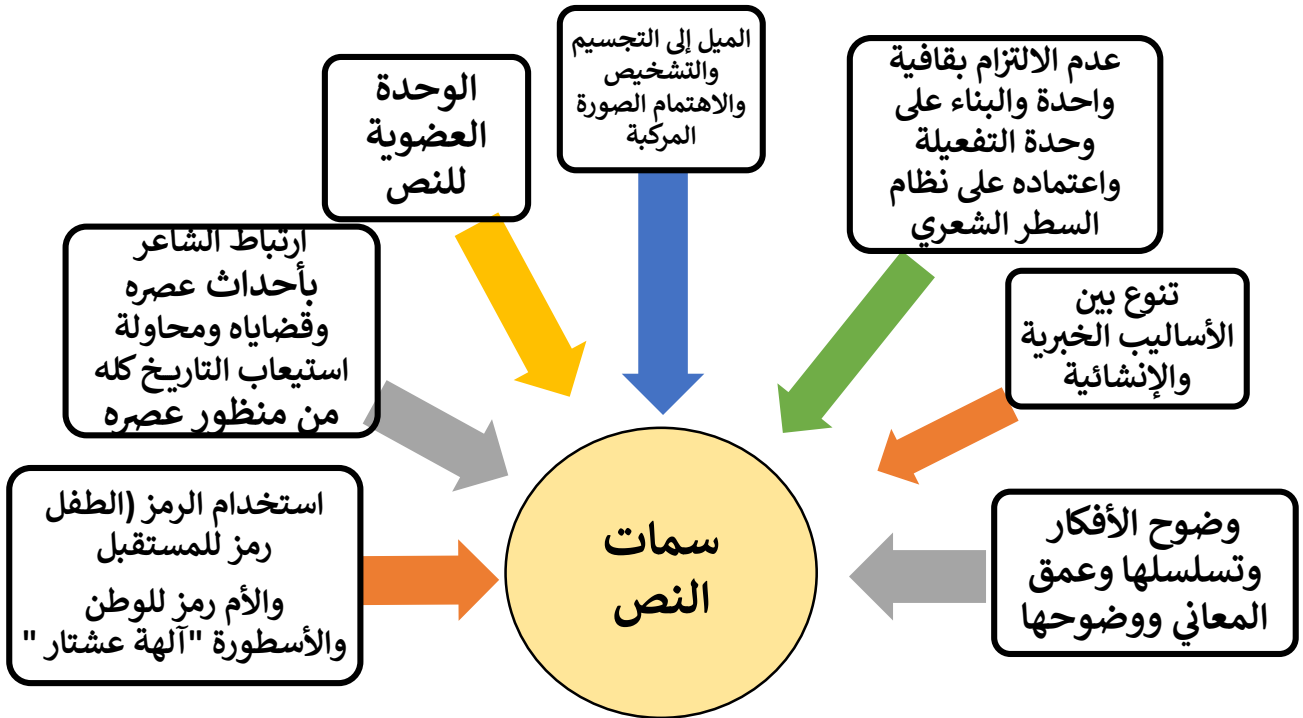 عدم الالتزام بقافية
واحدة والبناء على
وحدة التفعيلة
واعتماده على نظام
السطر الشعري
الميل إلى التجسيم
والتشخيص
والاهتمام الصورة
المركبة
الوحدة
العضوية
للنص
ارتباط الشاعر
بأحداث عصره
وقضاياه ومحاولة
استيعاب التاريخ كله
من منظور عصره
تنوع بين
الأساليب الخبرية
والإنشائية
استخدام الرمز (الطفل
رمز للمستقبل
والأم رمز للوطن
والأسطورة "آلهة عشتار "
وضوح الأفكار
وتسلسلها وعمق
المعاني ووضوحها
سمات
النص